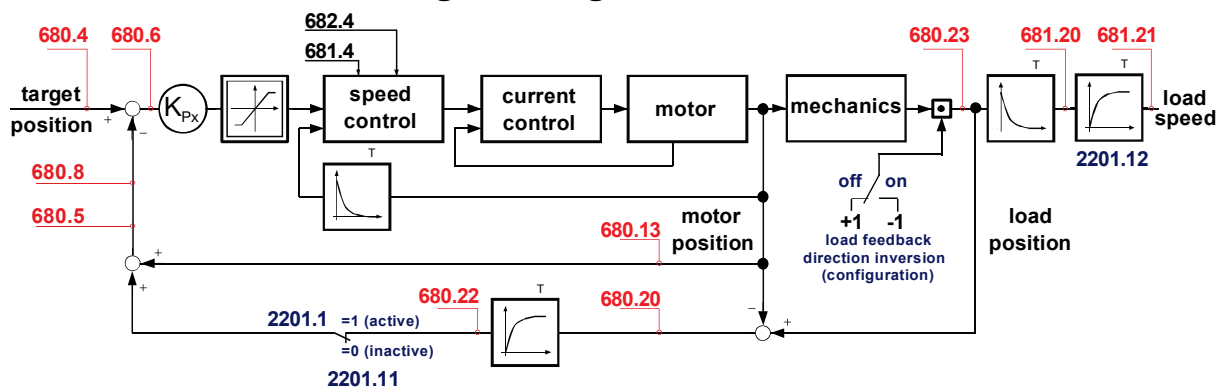 682.4
680.4
680.6
681.4
680.23
681.20
681.21
T
T
target
position
+
−
K
Px
speed
control
current
control
motor
mechanics
load
speed
2201.12
T
off
on
+1
-1
load feedback
direction inversion
(configuration)
load
position
680.8
680.5
motor
position
680.13
+
+
680.22
T
680.20
−
+
2201.1
=1 (active)
=0 (inactive)
2201.11